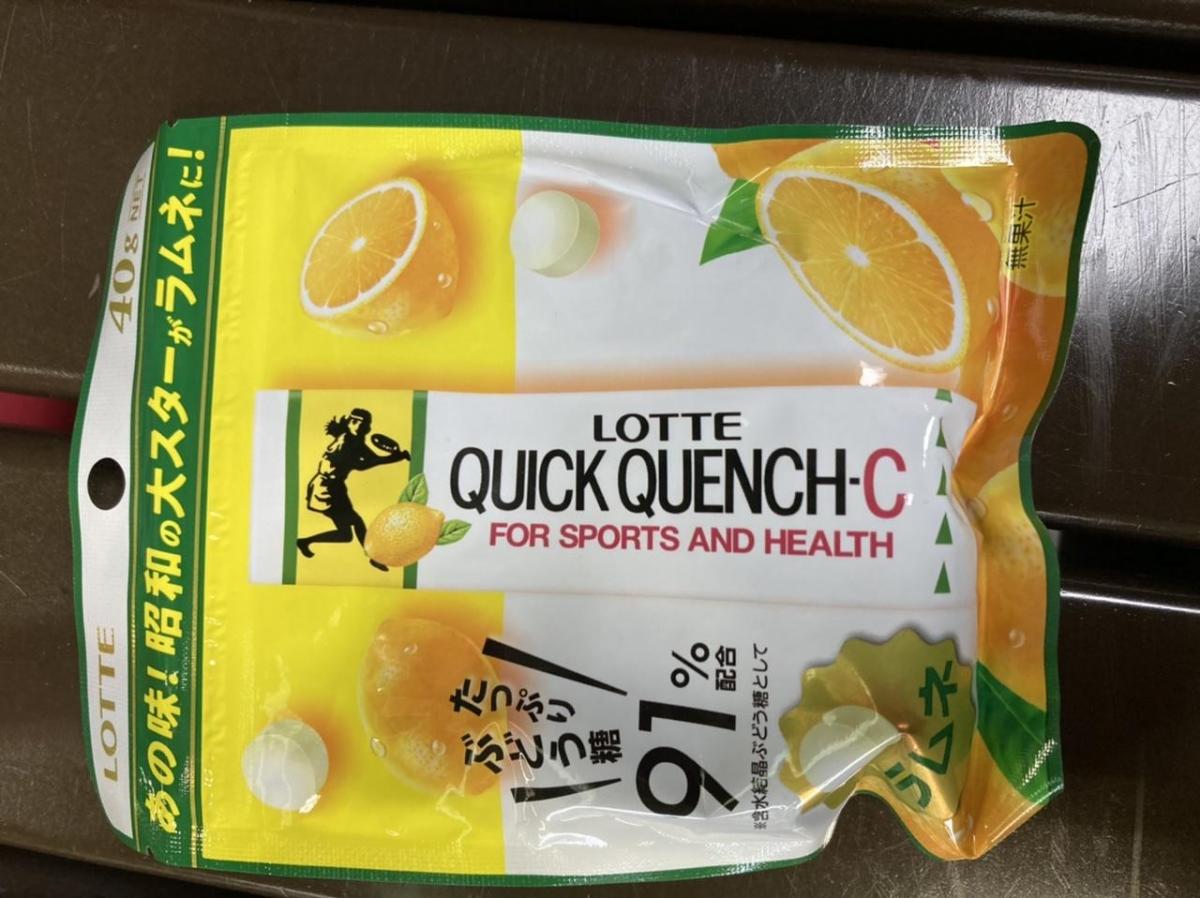 LOTTE
40g NET
あの味!昭和の大スターがラムネに!
LOTTE
QUICK QUENCH-C
FOR SPORTS AND HEALTH
たっぷり
ぶどう糖
91%
配合
※含水結晶ぶどう糖として
ラムネ
無果汁